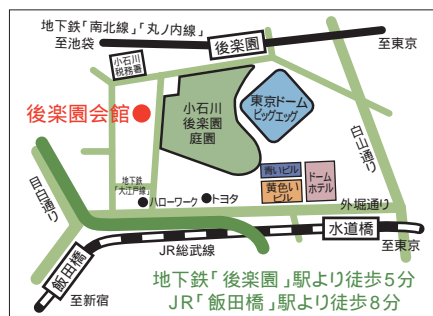 地下鉄「南北線」「丸ノ内線」
至池袋
後楽園
至東京
小石川
税務署
後楽園会館
小石川
後楽園
庭園
東京ドーム
ビッグエッグ
白山通り
目白通り
地下鉄
「大江戸線」
ハローワーク
トヨタ
青いビル
黄色い
ビル
ドーム
ホテル
外堀通り
飯田橋
JR総武線
水道橋
至東京
至新宿
地下鉄「後楽園」駅より徒歩5分
JR「飯田橋」駅より徒歩8分